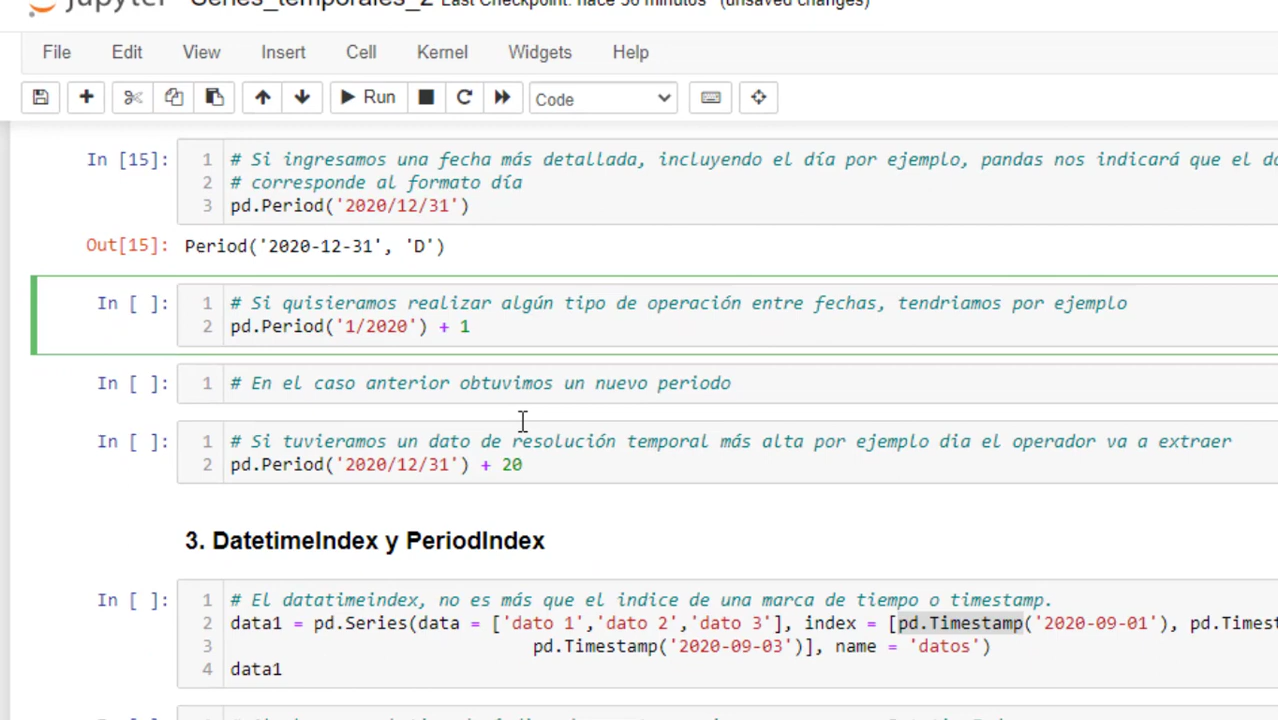 Jupyter Series_temporales_2 Last Checkpoint: hace 50 minutos (unsaved changes)
File Edit View Insert Cell Kernel Widgets Help
Run Code
In [15]: 1 # Si ingresamos una fecha más detallada, incluyendo el día por ejemplo, pandas nos indicará que el
2 # corresponde al formato día
3 pd.Period('2020/12/31')
Out[15]: Period('2020-12-31', 'D')
In [ ]: 1 # Si quisieramos realizar algún tipo de operación entre fechas, tendriamos por ejemplo
2 pd.Period('1/2020') + 1
In [ ]: 1 # En el caso anterior obtuvimos un nuevo periodo
In [ ]: 1 # Si tuvieramos un dato de resolución temporal más alta por ejemplo dia el operador va a extraer
2 pd.Period('2020/12/31') + 20
3. DatetimeIndex y PeriodIndex
In [ ]: 1 # El datatimeindex, no es más que el indice de una marca de tiempo o timestamp.
2 data1 = pd.Series(data = ['dato 1','dato 2','dato 3'], index = [pd.Timestamp('2020-09-01'), pd.Timest
3 pd.Timestamp('2020-09-03')], name = 'datos')
4 data1